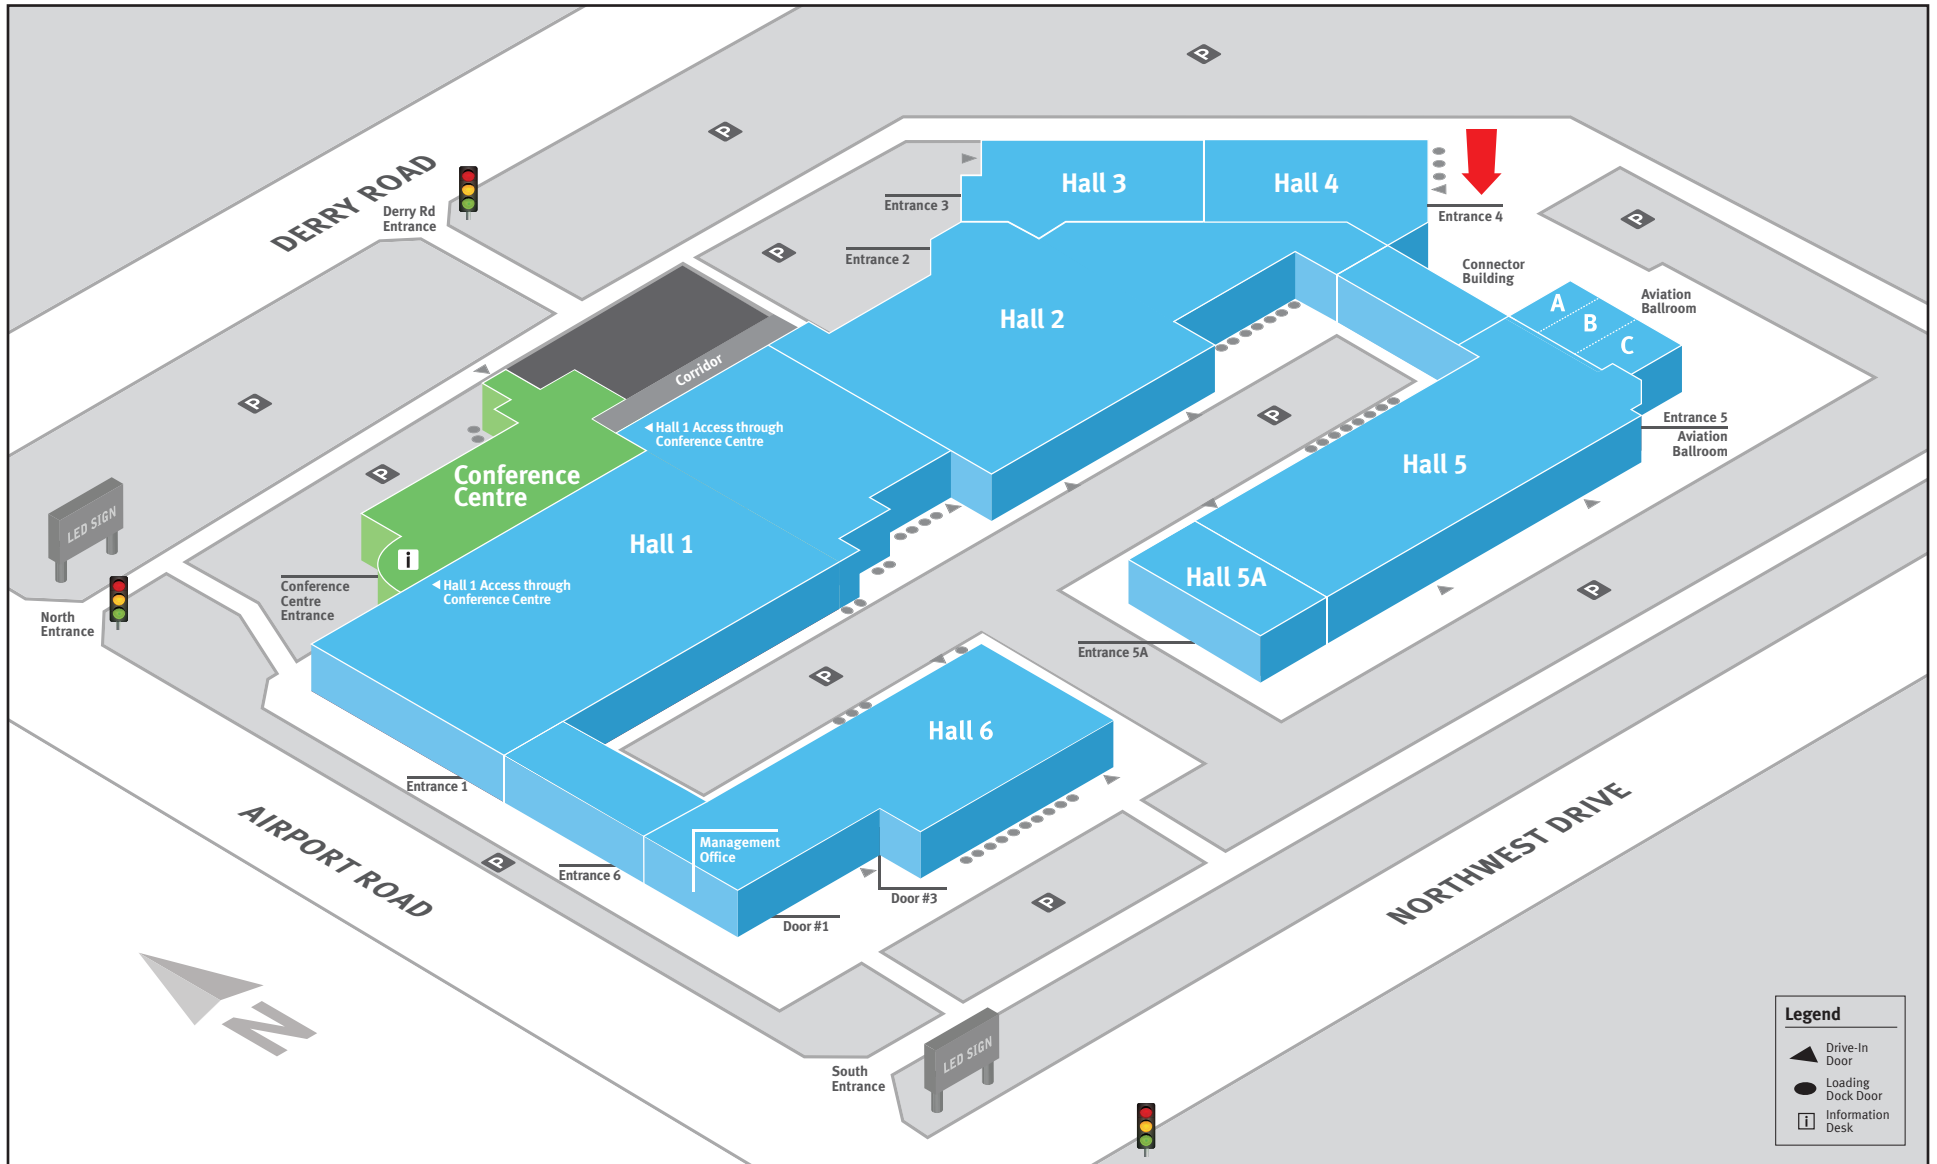 P
P
DERRY ROAD
Derry Rd
Entrance
Hall 3
Hall 4
Entrance 3
Entrance 4
P
P
Entrance 2
Connector
Building
Aviation
Ballroom
A
B
C
Hall 2
Corridor
P
Hall 1 Access through
Conference Centre
P
Entrance 5
Aviation
Ballroom
Hall 5
P
Conference
Centre
LED SIGN
Hall 1
i
Hall 1 Access through
Conference Centre
Hall 5A
P
Conference
Centre
Entrance
North
Entrance
Entrance 5A
P
Hall 6
Entrance 1
AIRPORT ROAD
NORTHWEST DRIVE
Management
Office
P
Entrance 6
Door #3
P
Door #1
N
LED SIGN
South
Entrance
Legend
Drive-In
Door
Loading
Dock Door
i
Information
Desk